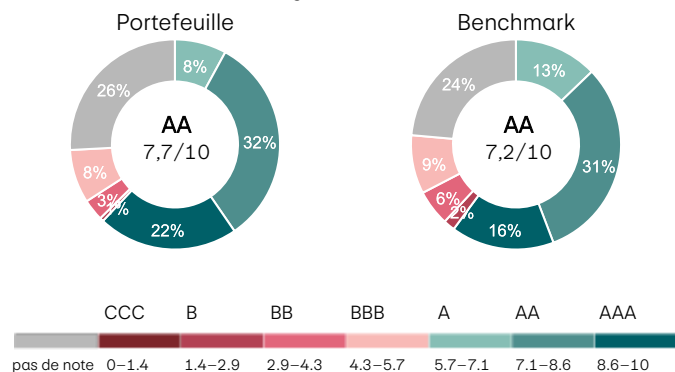 Portefeuille
Benchmark
8%
32%
22%
3%
8%
26%
AA
7,7/10
13%
31%
16%
2%
6%
9%
24%
AA
7,2/10
CCC B BB BBB A AA AAA
pas de note 0–1.4 1.4–2.9 2.9–4.3 4.3–5.7 5.7–7.1 7.1–8.6 8.6–10